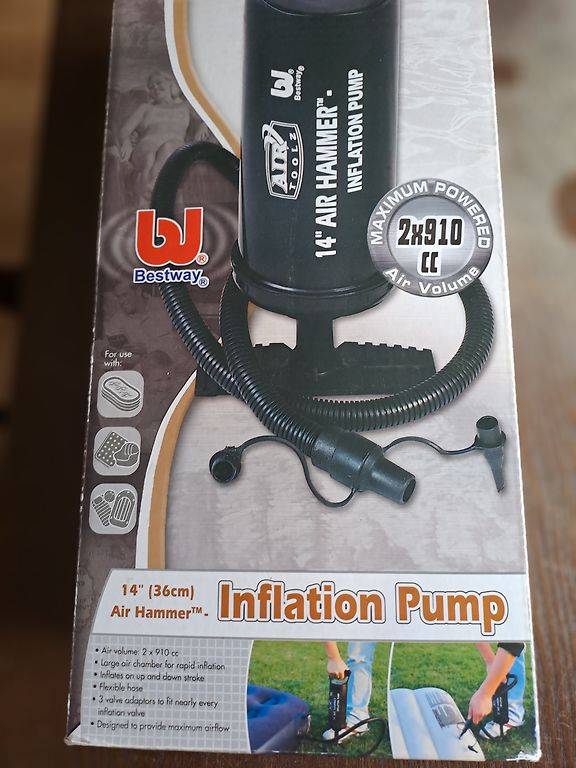 Bestway®
AIR
TOOLZ
14" AIR HAMMER™ -
INFLATION PUMP
MAXIMUM POWERED
2x910
cc
Air Volume
Bestway®
For use
with:
14" (36cm)
Air Hammer™-
Inflation Pump
• Air volume: 2 x 910 cc
• Large air chamber for rapid inflation
• Inflates on up and down stroke
• Flexible hose
• 3 valve adaptors to fit nearly every
inflation valve
• Designed to provide maximum airflow